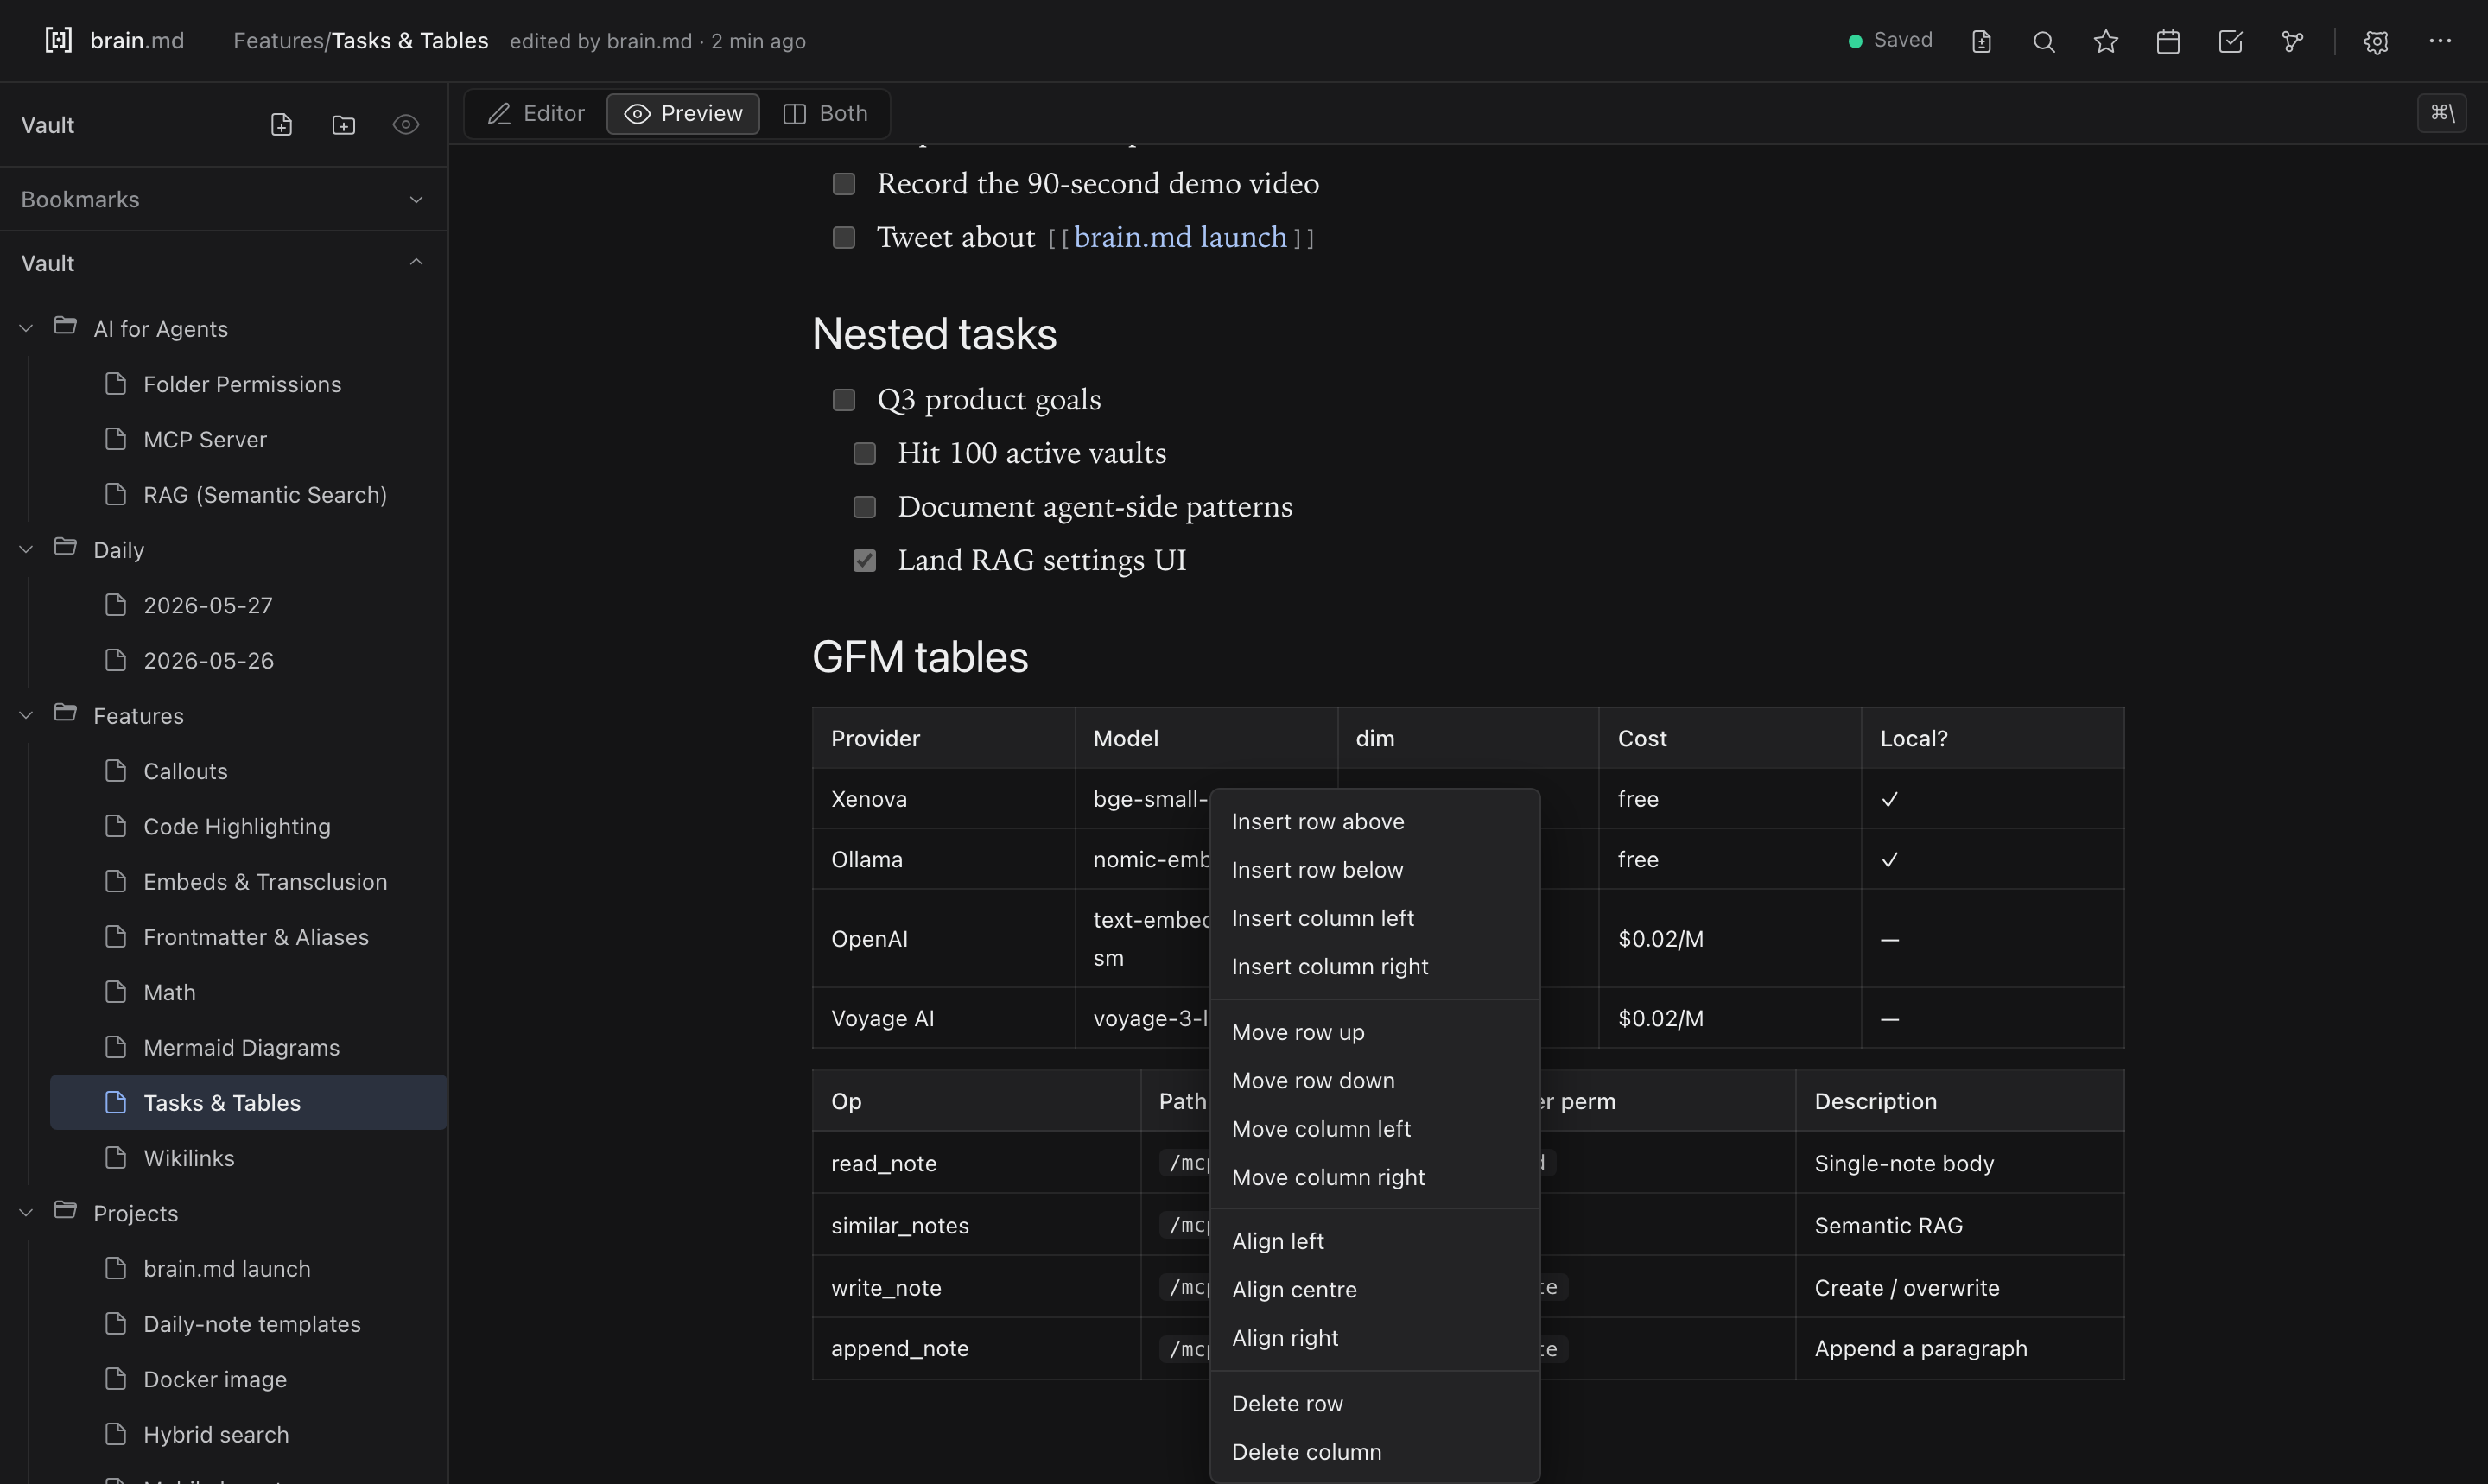 brain.md
Features/Tasks & Tables edited by brain.md · 2 min ago
Saved
Vault
Editor
Preview
Both
⌘\
Bookmarks
Vault
AI for Agents
Folder Permissions
MCP Server
RAG (Semantic Search)
Daily
2026-05-27
2026-05-26
Features
Callouts
Code Highlighting
Embeds & Transclusion
Frontmatter & Aliases
Math
Mermaid Diagrams
Tasks & Tables
Wikilinks
Projects
brain.md launch
Daily-note templates
Docker image
Hybrid search
Record the 90-second demo video
Tweet about [[brain.md launch]]
Nested tasks
Q3 product goals
Hit 100 active vaults
Document agent-side patterns
Land RAG settings UI
GFM tables
Provider Model dim Cost Local?
Xenova bge-small- free ✓
Ollama nomic-emb free ✓
OpenAI text-embed
sm $0.02/M —
Voyage AI voyage-3-l $0.02/M —
Op Path er perm Description
read_note /mcp Single-note body
similar_notes /mcp Semantic RAG
write_note /mcp te Create / overwrite
append_note /mcp te Append a paragraph
Insert row above
Insert row below
Insert column left
Insert column right
Move row up
Move row down
Move column left
Move column right
Align left
Align centre
Align right
Delete row
Delete column